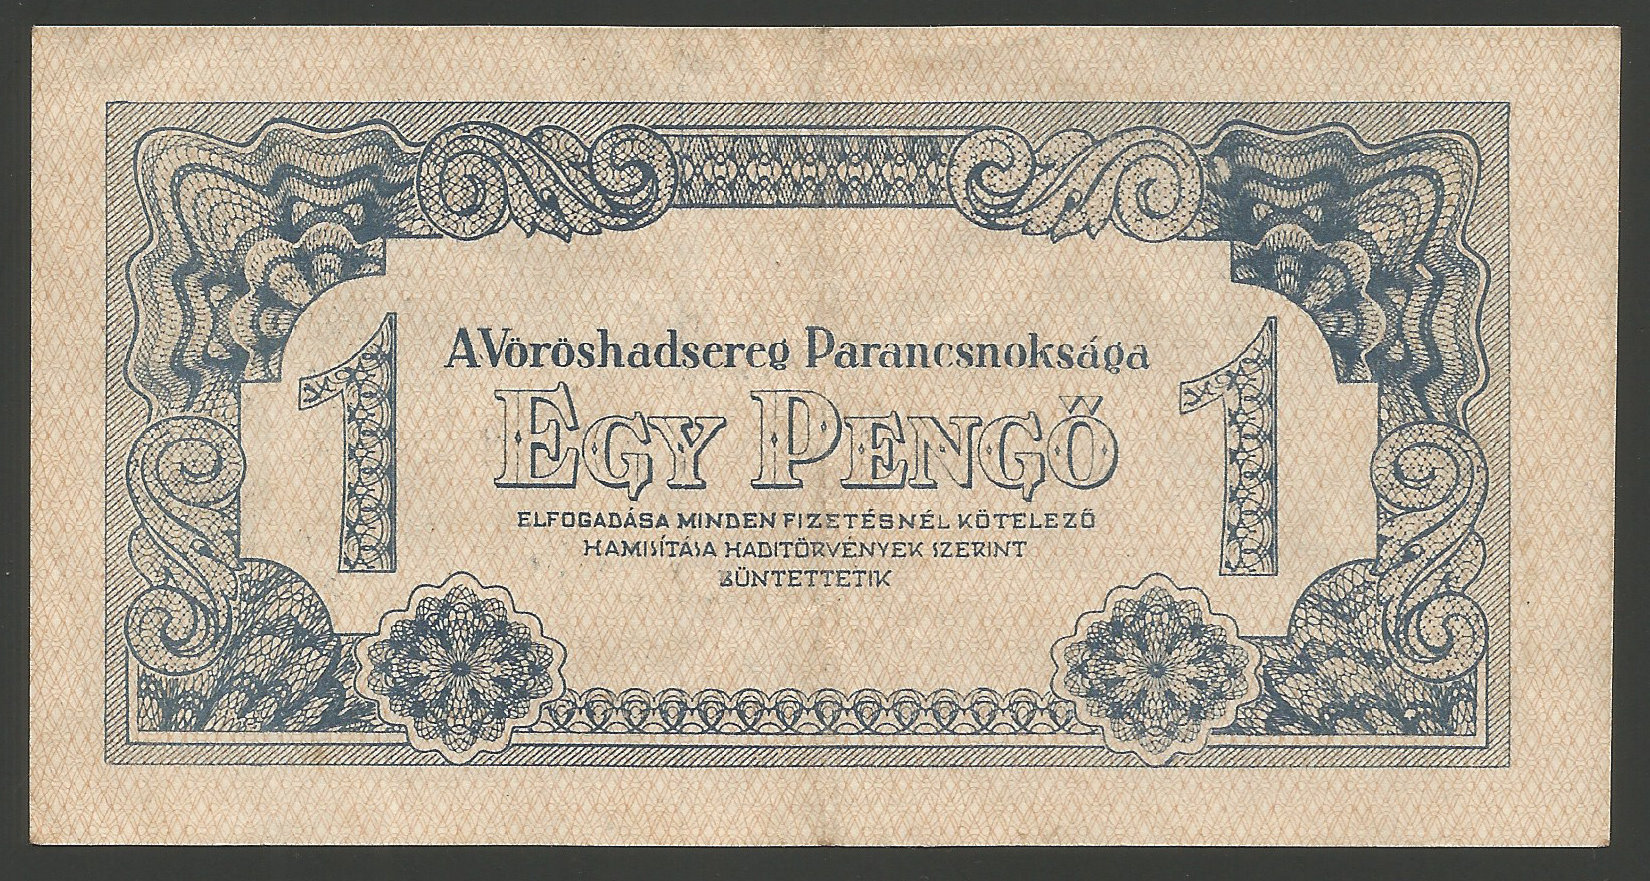 A Vöröshadsereg Parancsnoksága
1 EGY PENGŐ 1
ELFOGADÁSA MINDEN FIZETÉSNÉL KÖTELEZŐ
HAMISÍTÁSA HADITÖRVÉNYEK SZERINT
BÜNTETTETIK